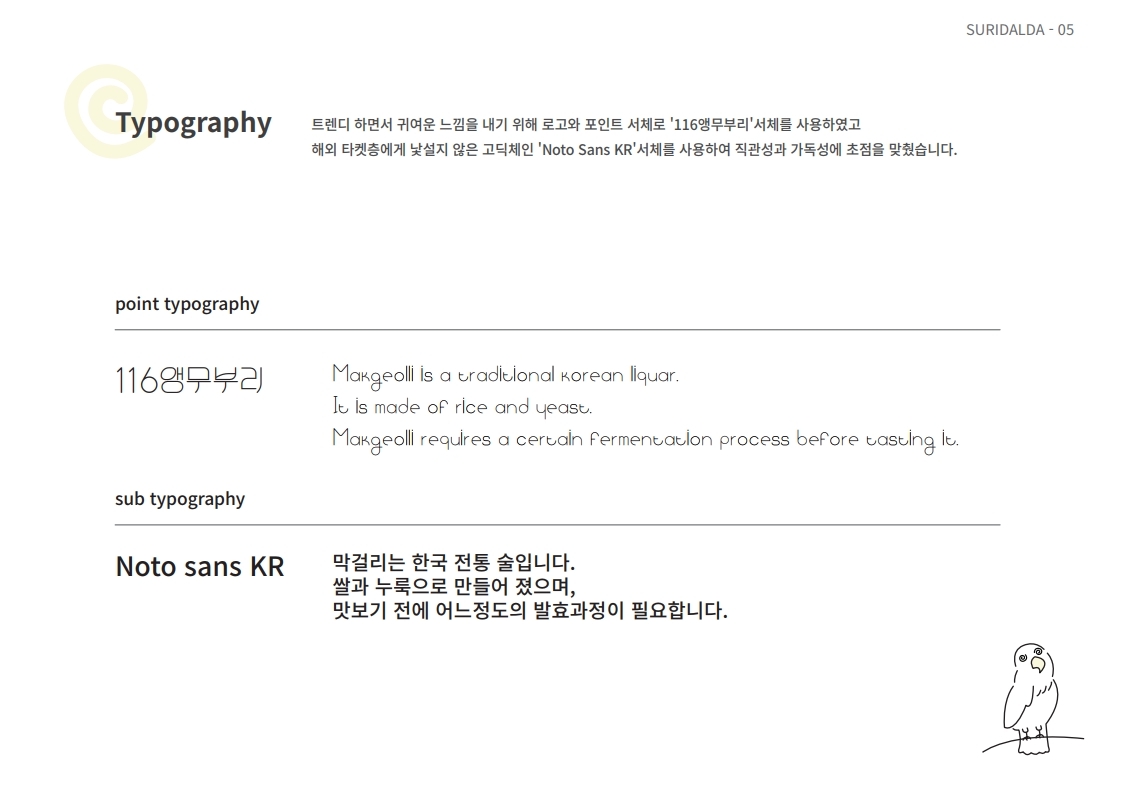 SURIDALDA - 05
Typography
트렌디 하면서 귀여운 느낌을 내기 위해 로고와 포인트 서체로 '116앵무부리'서체를 사용하였고
해외 타켓층에게 낯설지 않은 고딕체인 'Noto Sans KR'서체를 사용하여 직관성과 가독성에 초점을 맞췄습니다.
point typography
116앵무부리
Makgeolli is a traditional korean liquar.
It is made of rice and yeast.
Makgeolli requires a certain fermentation process before tasting it.
sub typography
Noto sans KR
막걸리는 한국 전통 술입니다.
쌀과 누룩으로 만들어 졌으며,
맛보기 전에 어느정도의 발효과정이 필요합니다.